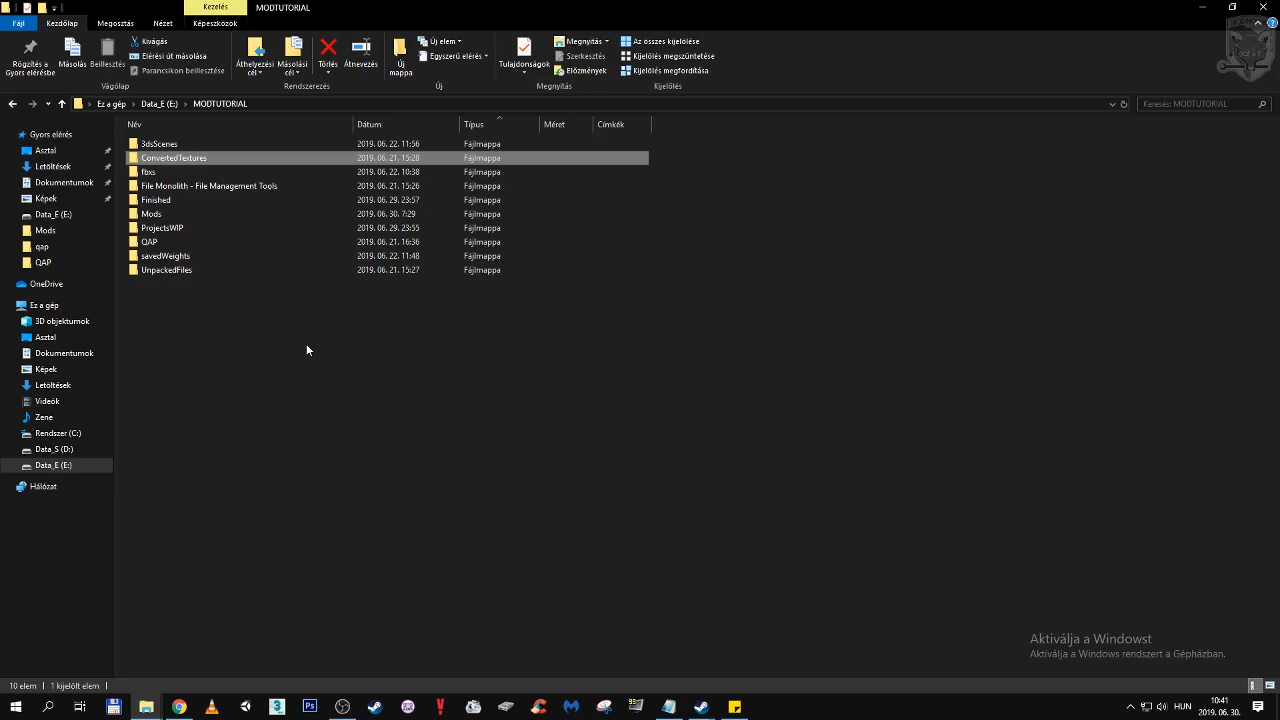 Kezelés
MODTUTORIAL
Fájl
Kezdőlap
Megosztás
Nézet
Képeszközök
Rögzítés a
Gyors elérésbe
Másolás
Beillesztés
Kivágás
Elérési út másolása
Parancsikon beillesztése
Vágólap
Áthelyezési
cél
Másolási
cél
Törlés
Átnevezés
Rendszerezés
Új
mappa
Új elem
Egyszerű elérés
Új
Tulajdonságok
Megnyitás
Szerkesztés
Előzmények
Megnyitás
Az összes kijelölése
Kijelölés megszüntetése
Kijelölés megfordítása
Kijelölés
Ez a gép
Data_E (E:)
MODTUTORIAL
Keresés: MODTUTORIAL
Név
Dátum
Típus
Méret
Címkék
3dsScenes 2019. 06. 22. 11:56 Fájlmappa
ConvertedTextures 2019. 06. 21. 15:28 Fájlmappa
fbxs 2019. 06. 22. 10:38 Fájlmappa
File Monolith - File Management Tools 2019. 06. 21. 15:26 Fájlmappa
Finished 2019. 06. 29. 23:57 Fájlmappa
Mods 2019. 06. 30. 7:29 Fájlmappa
ProjectsWIP 2019. 06. 29. 23:55 Fájlmappa
QAP 2019. 06. 21. 16:36 Fájlmappa
savedWeights 2019. 06. 22. 11:48 Fájlmappa
UnpackedFiles 2019. 06. 21. 15:27 Fájlmappa
Gyors elérés
Asztal
Letöltések
Dokumentumok
Képek
Data_E (E:)
Mods
qap
QAP
OneDrive
Ez a gép
3D objektumok
Asztal
Dokumentumok
Képek
Letöltések
Videók
Zene
Rendszer (C:)
Data_S (D:)
Data_E (E:)
Hálózat
Aktiválja a Windowst
Aktiválja a Windows rendszert a Gépházban.
10 elem
1 kijelölt elem
HUN
10:41
2019. 06. 30.